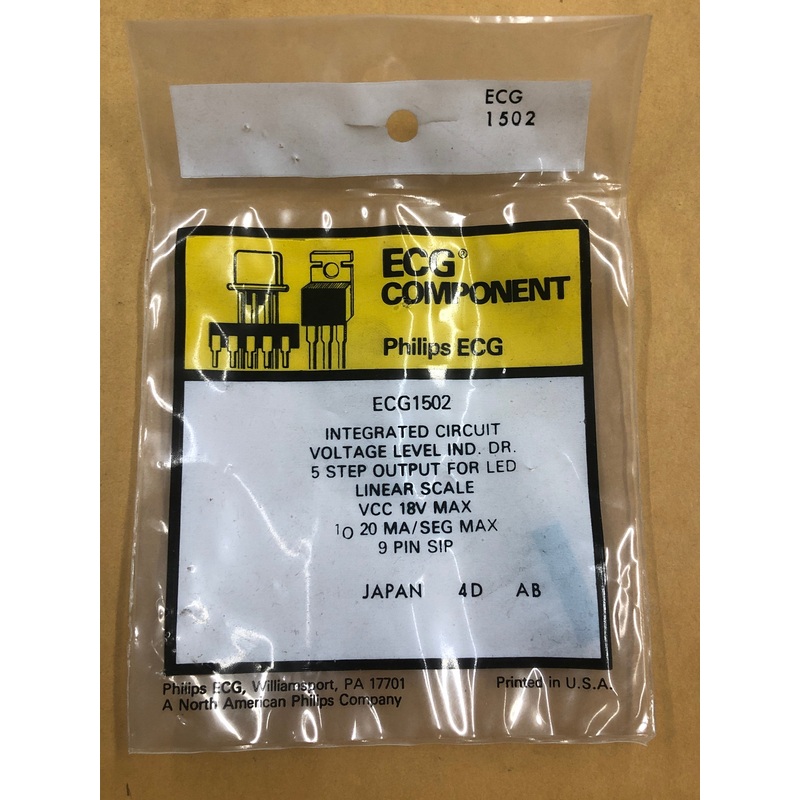 ECG
1502
ECG®
COMPONENT
Philips ECG
ECG1502
INTEGRATED CIRCUIT
VOLTAGE LEVEL IND. DR.
5 STEP OUTPUT FOR LED
LINEAR SCALE
VCC 18V MAX
IO 20 MA/SEG MAX
9 PIN SIP
JAPAN 4D AB
Philips ECG, Williamsport, PA 17701
A North American Philips Company
Printed in U.S.A.